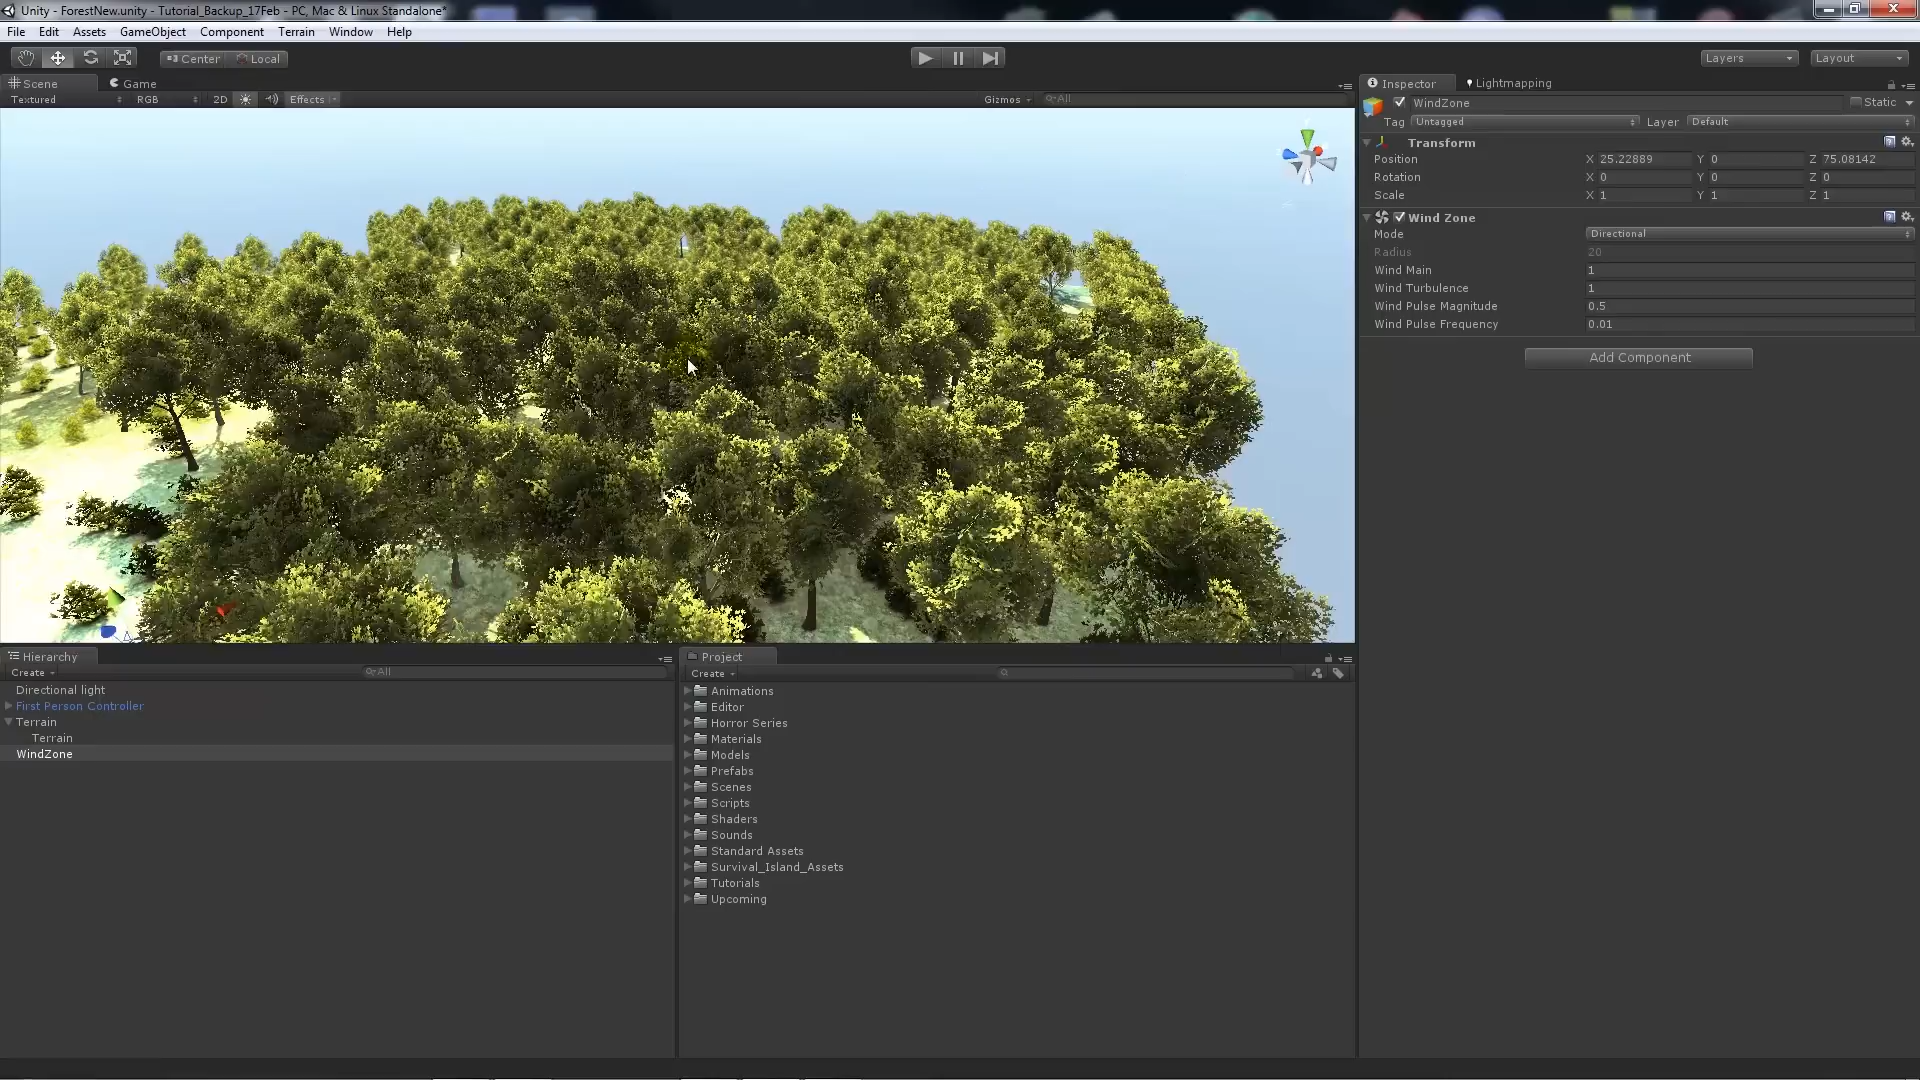 Unity - ForestNew.unity - Tutorial_Backup_17Feb - PC, Mac & Linux Standalone*
File Edit Assets GameObject Component Terrain Window Help
Center Local Layers Layout
Scene Game Inspector Lightmapping
Textured RGB 2D Effects Gizmos All
WindZone Static
Tag Untagged Layer Default
Transform
Position X 25.22889 Y 0 Z 75.08142
Rotation X 0 Y 0 Z 0
Scale X 1 Y 1 Z 1
Wind Zone
Mode Directional
Radius 20
Wind Main 1
Wind Turbulence 1
Wind Pulse Magnitude 0.5
Wind Pulse Frequency 0.01
Add Component
Hierarchy
Create All
Directional light
First Person Controller
Terrain
Terrain
WindZone
Project
Create
Animations
Editor
Horror Series
Materials
Models
Prefabs
Scenes
Scripts
Shaders
Sounds
Standard Assets
Survival_Island_Assets
Tutorials
Upcoming